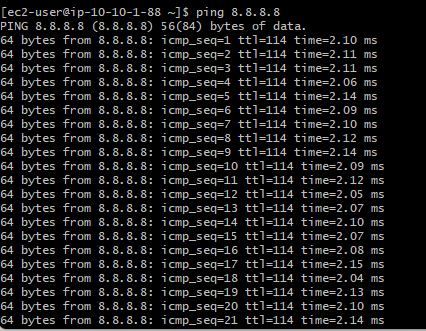 [ec2-user@ip-10-10-1-88 ~]$ ping 8.8.8.8
PING 8.8.8.8 (8.8.8.8) 56(84) bytes of data.
64 bytes from 8.8.8.8: icmp_seq=1 ttl=114 time=2.10 ms
64 bytes from 8.8.8.8: icmp_seq=2 ttl=114 time=2.11 ms
64 bytes from 8.8.8.8: icmp_seq=3 ttl=114 time=2.11 ms
64 bytes from 8.8.8.8: icmp_seq=4 ttl=114 time=2.06 ms
64 bytes from 8.8.8.8: icmp_seq=5 ttl=114 time=2.14 ms
64 bytes from 8.8.8.8: icmp_seq=6 ttl=114 time=2.09 ms
64 bytes from 8.8.8.8: icmp_seq=7 ttl=114 time=2.10 ms
64 bytes from 8.8.8.8: icmp_seq=8 ttl=114 time=2.12 ms
64 bytes from 8.8.8.8: icmp_seq=9 ttl=114 time=2.14 ms
64 bytes from 8.8.8.8: icmp_seq=10 ttl=114 time=2.09 ms
64 bytes from 8.8.8.8: icmp_seq=11 ttl=114 time=2.12 ms
64 bytes from 8.8.8.8: icmp_seq=12 ttl=114 time=2.05 ms
64 bytes from 8.8.8.8: icmp_seq=13 ttl=114 time=2.07 ms
64 bytes from 8.8.8.8: icmp_seq=14 ttl=114 time=2.10 ms
64 bytes from 8.8.8.8: icmp_seq=15 ttl=114 time=2.07 ms
64 bytes from 8.8.8.8: icmp_seq=16 ttl=114 time=2.08 ms
64 bytes from 8.8.8.8: icmp_seq=17 ttl=114 time=2.15 ms
64 bytes from 8.8.8.8: icmp_seq=18 ttl=114 time=2.04 ms
64 bytes from 8.8.8.8: icmp_seq=19 ttl=114 time=2.13 ms
64 bytes from 8.8.8.8: icmp_seq=20 ttl=114 time=2.10 ms
64 bytes from 8.8.8.8: icmp_seq=21 ttl=114 time=2.14 ms